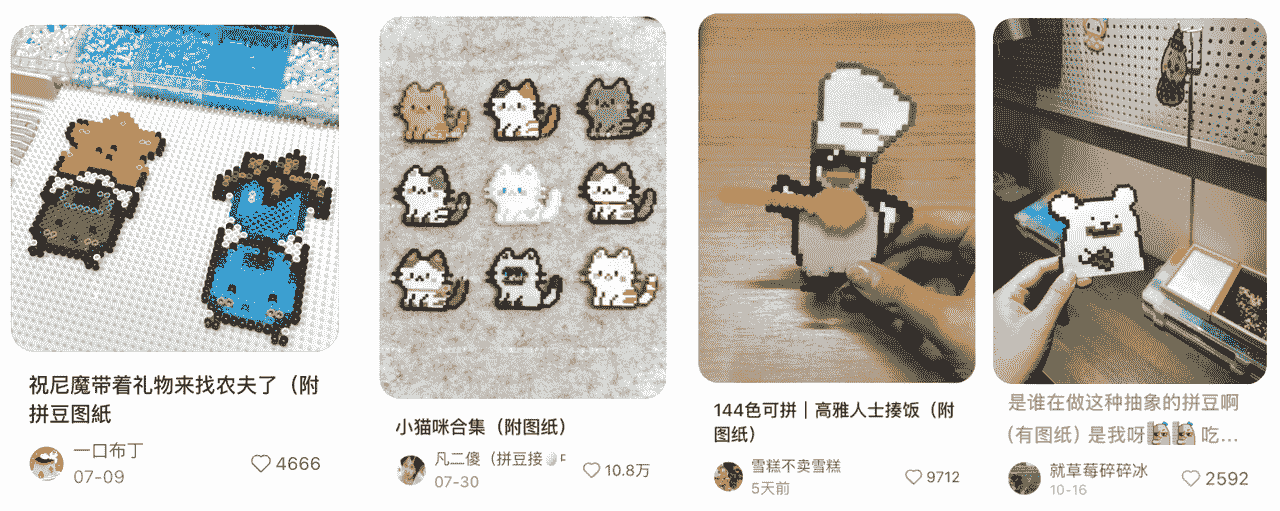 祝尼魔带着礼物来找农夫了（附
拼豆图紙
一口布丁
07-09
4666
小猫咪合集（附图纸）
凡二傻（拼豆接
07-30
10.8万
144色可拼｜高雅人士揍饭（附
图纸）
雪糕不卖雪糕
5天前
9712
是谁在做这种抽象的拼豆啊
（有图纸）是我呀 吃...
就草莓碎碎冰
10-16
2592